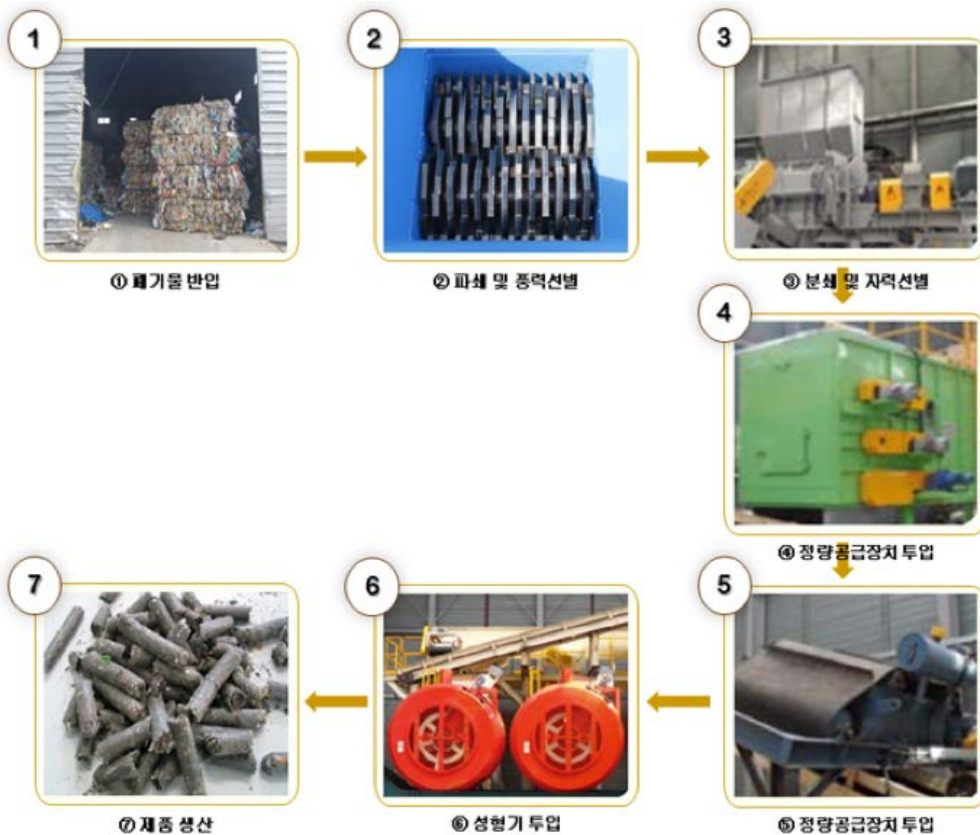 1
① 폐기물 반입
2
② 파쇄 및 풍력선별
3
③ 분쇄 및 자력선별
4
④ 정량공급장치 투입
5
⑤ 정량공급장치 투입
6
⑥ 성형기 투입
7
⑦ 제품 생산